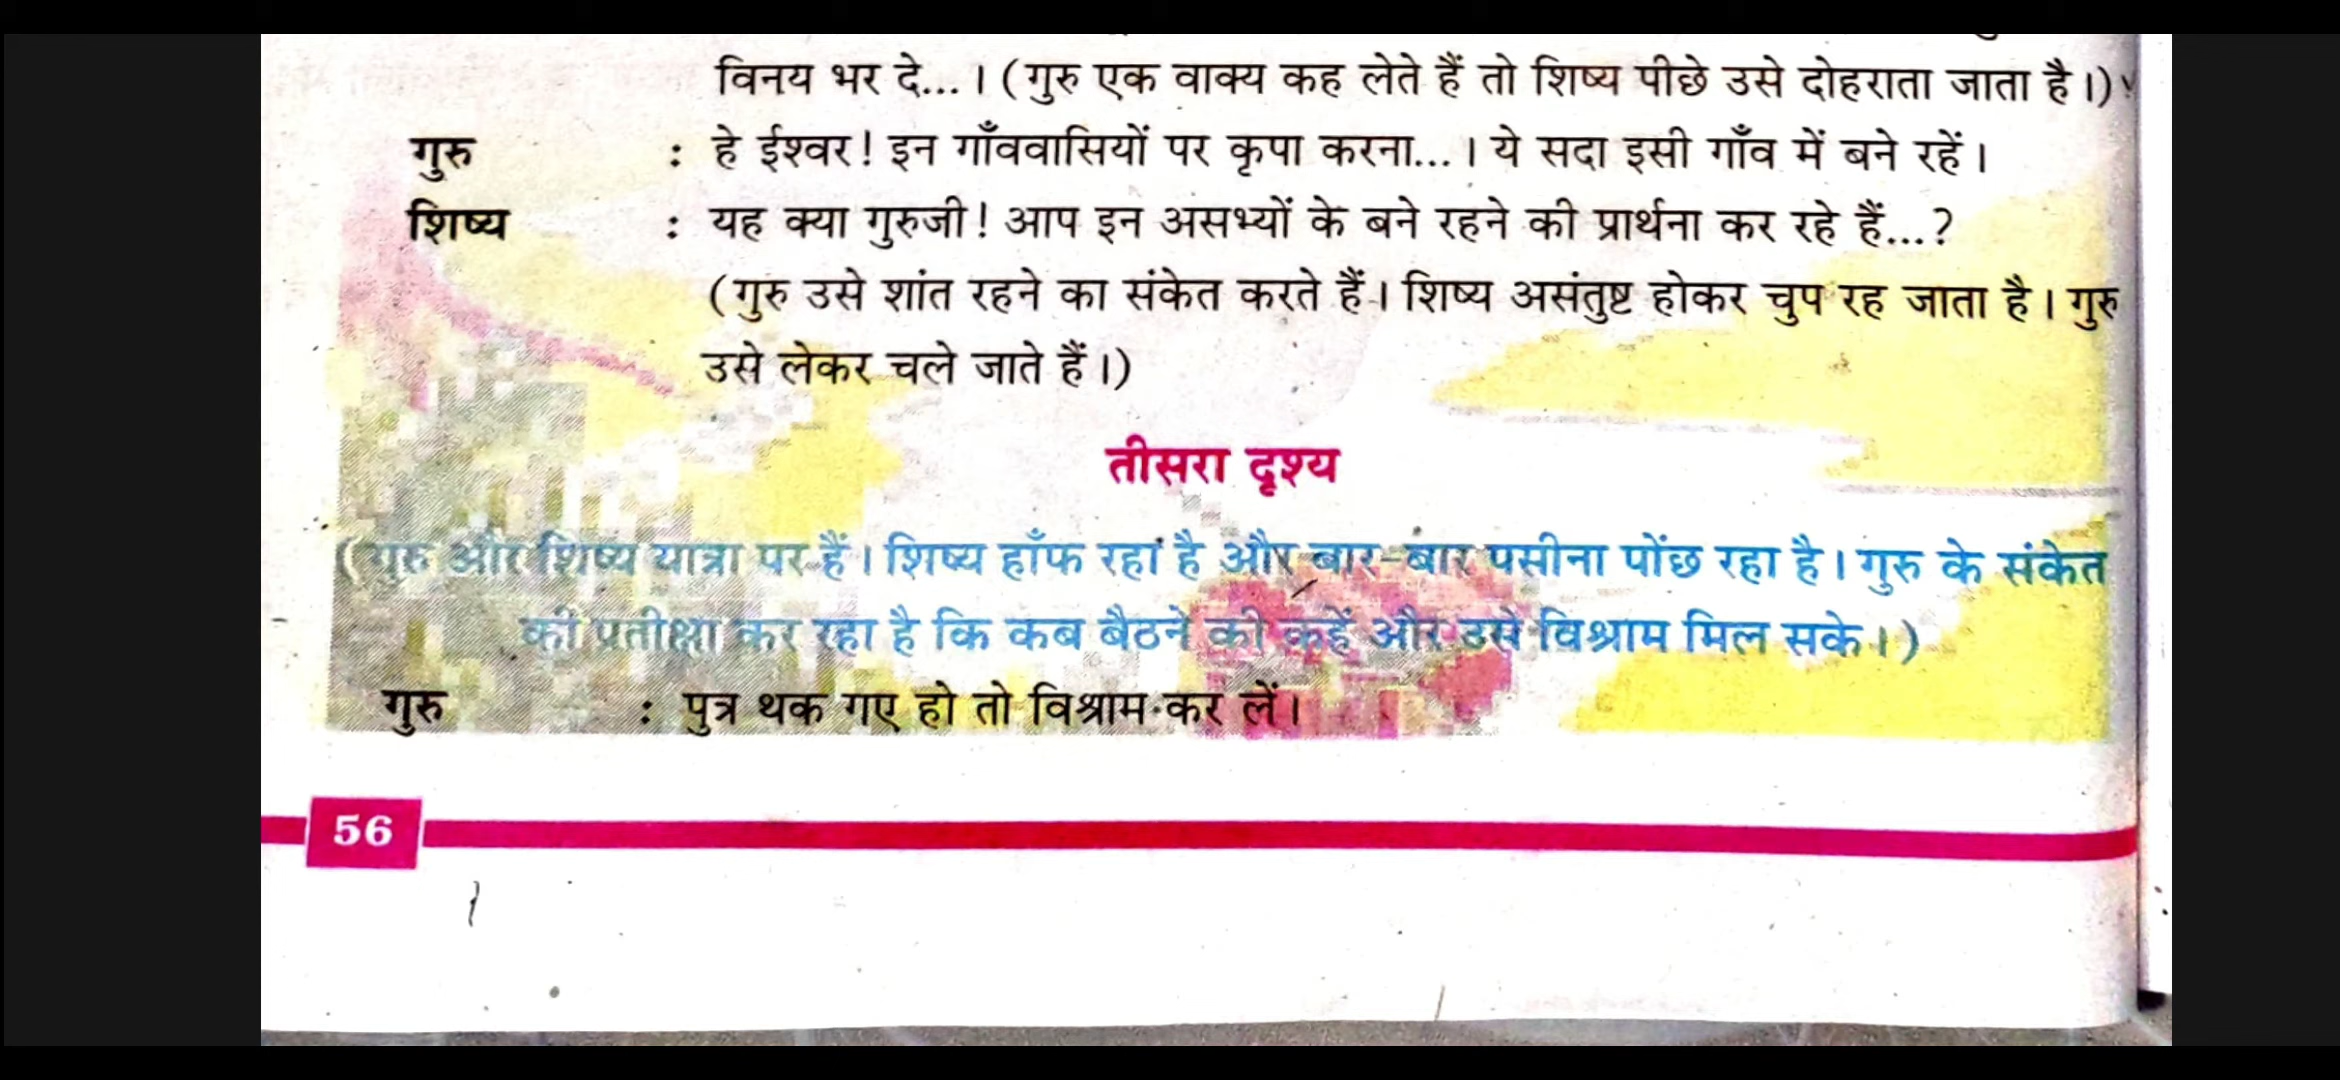 विनय भर दे... । (गुरु एक वाक्य कह लेते हैं तो शिष्य पीछे उसे दोहराता जाता है।)
गुरु : हे ईश्वर! इन गाँववासियों पर कृपा करना... । ये सदा इसी गाँव में बने रहें।
शिष्य : यह क्या गुरुजी! आप इन असभ्यों के बने रहने की प्रार्थना कर रहे हैं...?
(गुरु उसे शांत रहने का संकेत करते हैं। शिष्य असंतुष्ट होकर चुप रह जाता है। गुरु
उसे लेकर चले जाते हैं।)
तीसरा दृश्य
(गुरु और शिष्य यात्रा पर हैं। शिष्य हाँफ रहा है और बार-बार पसीना पोंछ रहा है। गुरु के संकेत
की प्रतीक्षा कर रहा है कि कब बैठने को कहें और उसे विश्राम मिल सके।)
गुरु : पुत्र थक गए हो तो विश्राम कर लें।
56